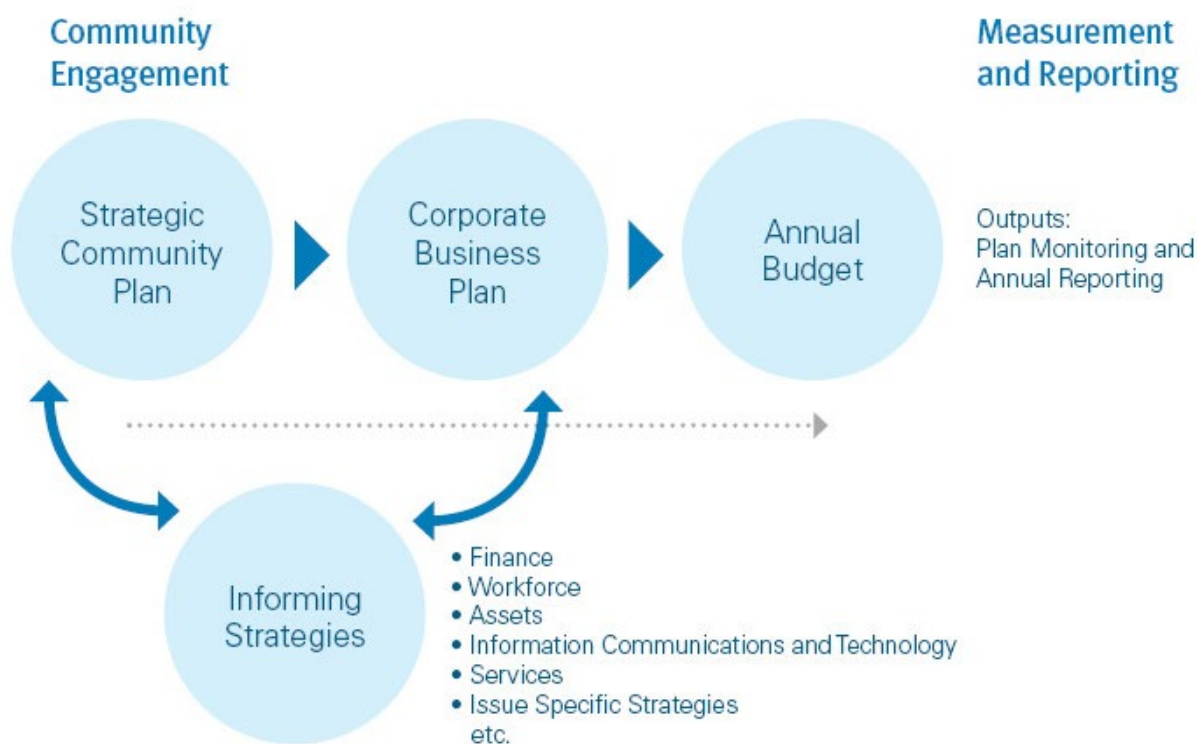 Community
Engagement
Measurement
and Reporting
Strategic
Community
Plan
Corporate
Business
Plan
Annual
Budget
Outputs:
Plan Monitoring and
Annual Reporting
Informing
Strategies
• Finance
• Workforce
• Assets
• Information Communications and Technology
• Services
• Issue Specific Strategies
etc.